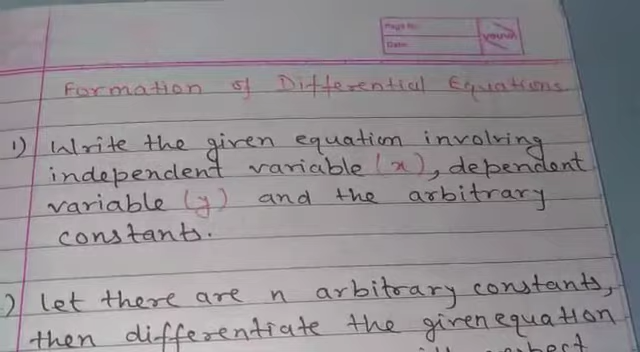 Page No.
Date
YOUVA
Formation of Differential Equations
1) Write the given equation involving
independent variable (x), dependent
variable (y) and the arbitrary
constants.
) let there are n arbitrary constants,
then differentiate the given equation